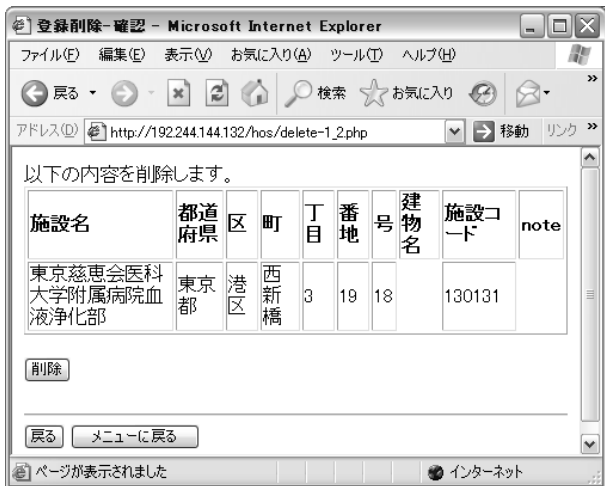 登録削除-確認 - Microsoft Internet Explorer
ファイル(F) 編集(E) 表示(V) お気に入り(A) ツール(T) ヘルプ(H)
戻る 検索 お気に入り »
アドレス(D) http://192.244.144.132/hos/delete-1_2.php 移動 リンク »
以下の内容を削除します。
施設名 都道府県 区 町 丁目 番地 号 建物名 施設コード note
東京慈恵会医科大学附属病院血液浄化部 東京都 港区 西新橋 3 19 18 130131
削除
戻る メニューに戻る
ページが表示されました インターネット